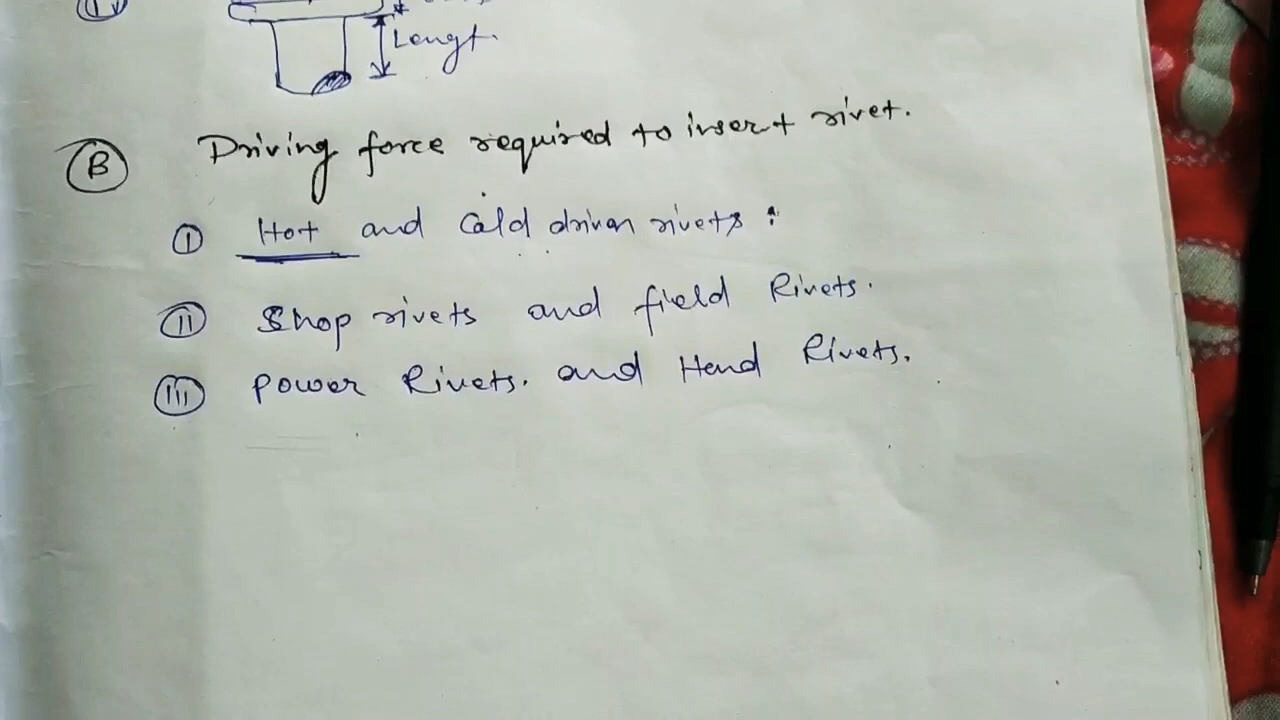 (IV)
Lengt.
(B) Driving force required to insert rivet.
(I) Hot and Cold driven rivets :
(II) Shop rivets and field Rivets.
(III) Power Rivets. and Hand Rivets.